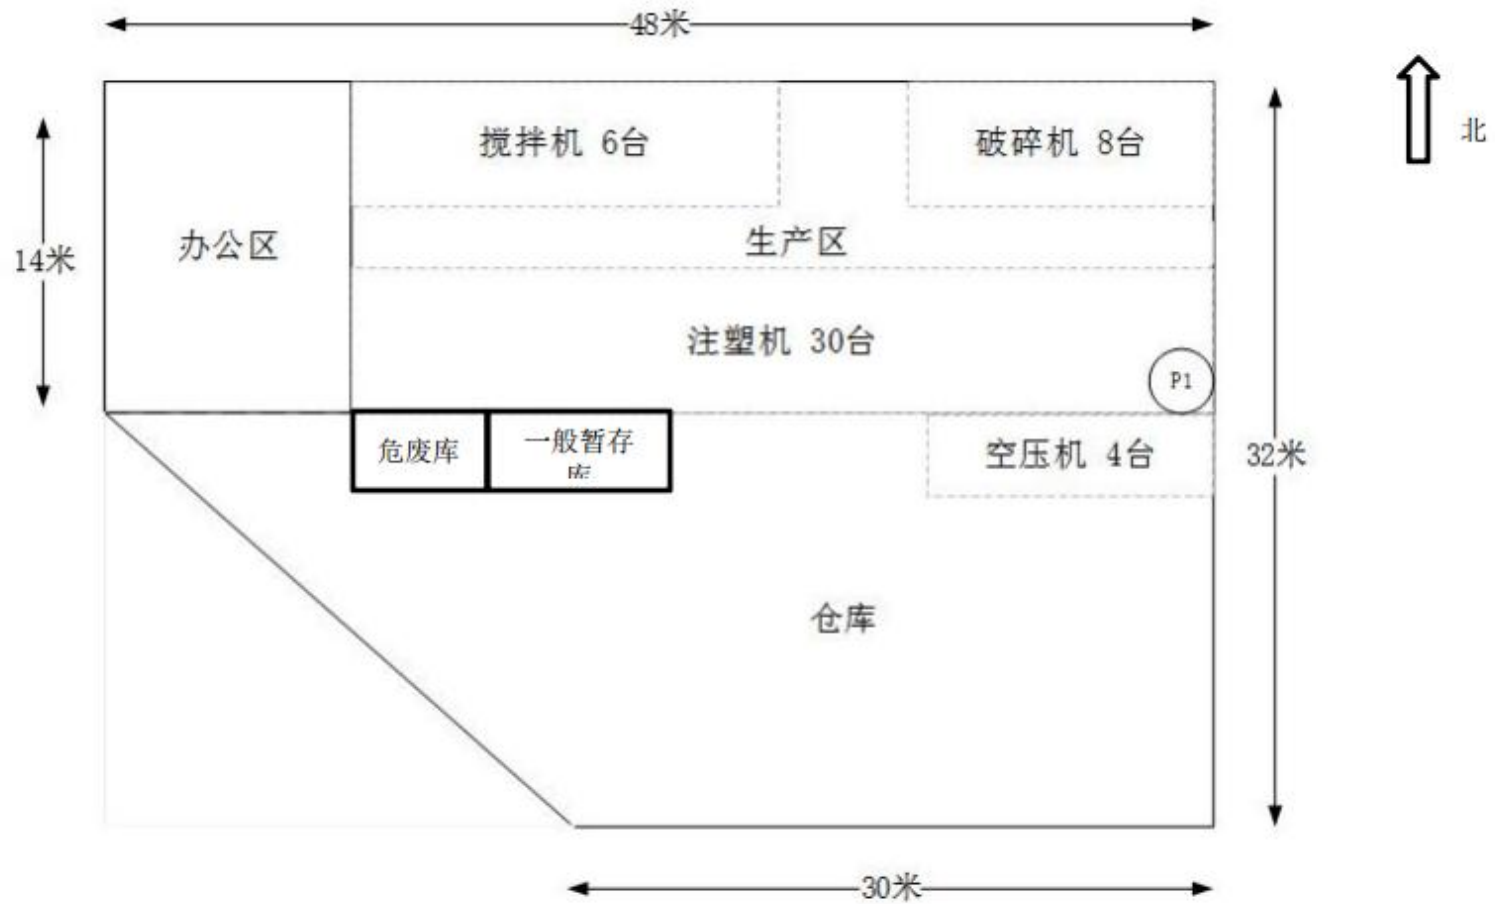 48米
搅拌机 6台
破碎机 8台
北
办公区
生产区
14米
注塑机 30台
P1
危废库
一般暂存
库
空压机 4台
32米
仓库
30米